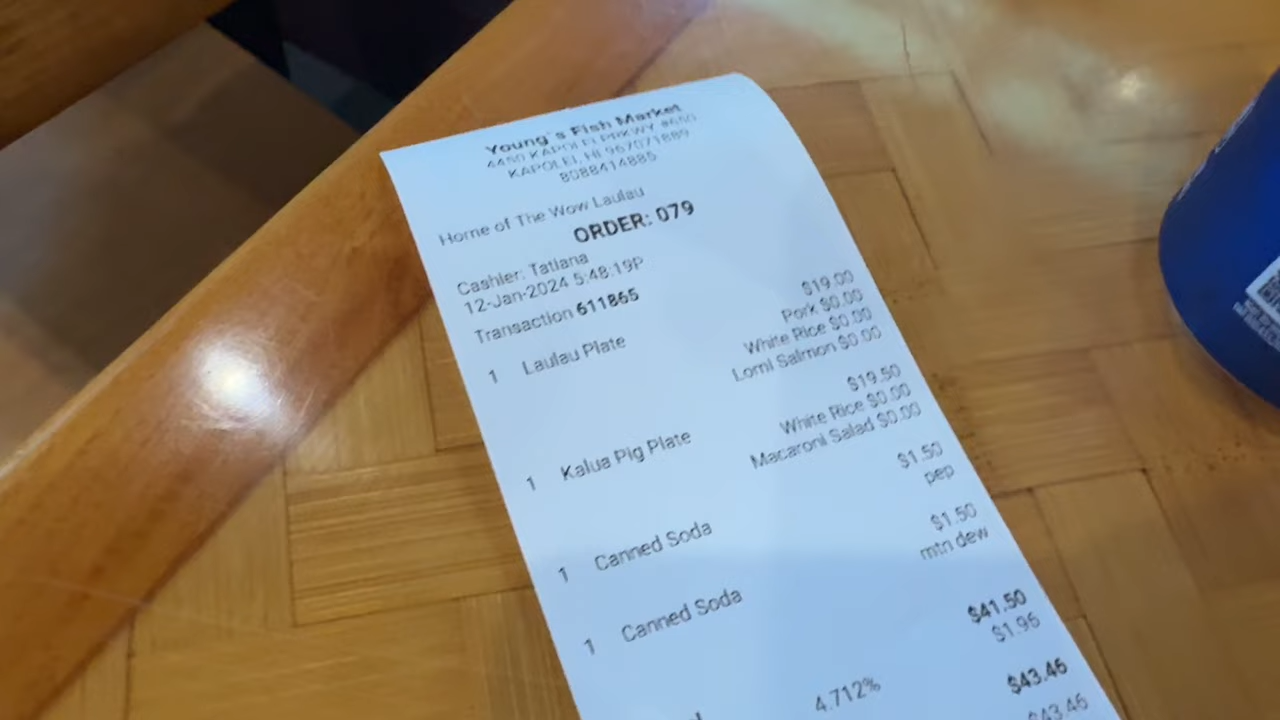 Young's Fish Market
4450 KAPOLEI PRKWY #650
KAPOLEI, HI 967071889
8088414885
Home of The Wow Laulau
ORDER: 079
Cashier: Tatiana
12-Jan-2024 5:48:19P
Transaction 611865
1 Laulau Plate $19.00
Pork $0.00
White Rice $0.00
Lomi Salmon $0.00
1 Kalua Pig Plate $19.50
White Rice $0.00
Macaroni Salad $0.00
1 Canned Soda $1.50
pep
1 Canned Soda $1.50
mtn dew
$41.50
4.712% $1.96
$43.46
$43.46